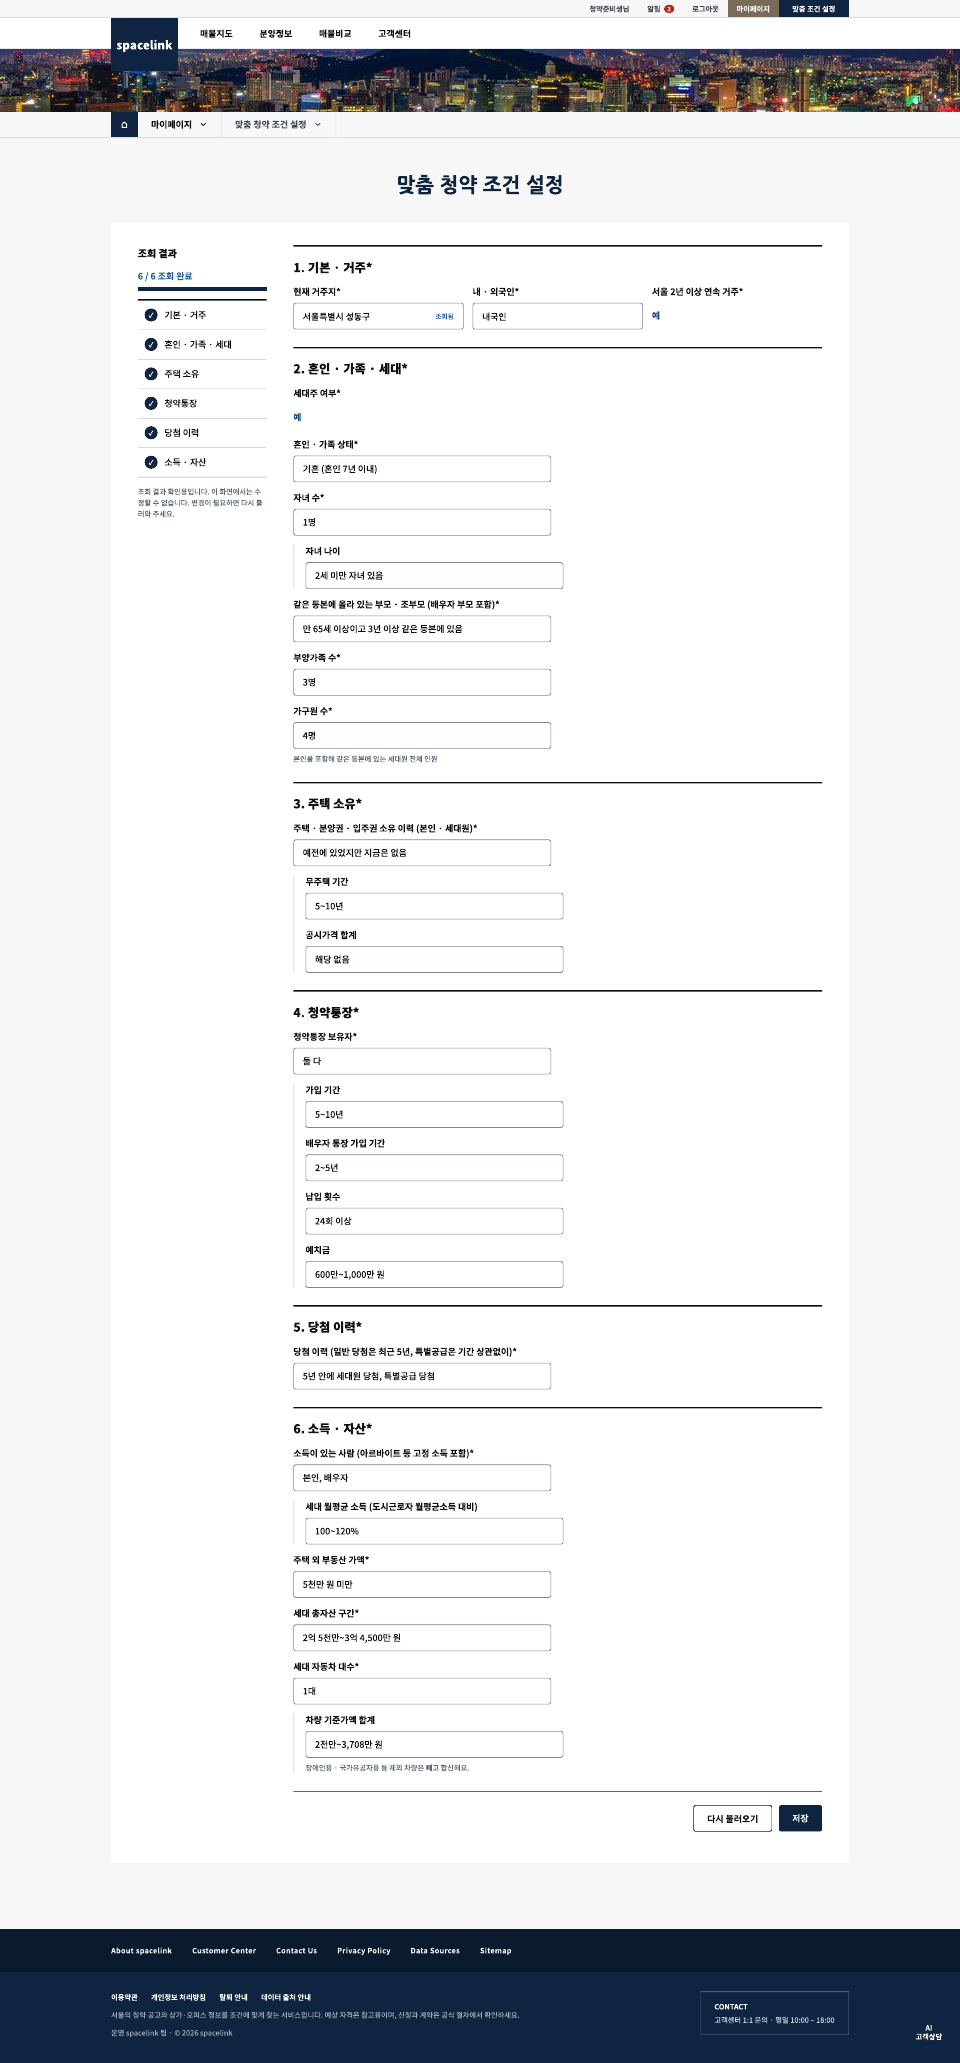 청약준비생님 알림 3 로그아웃 마이페이지 맞춤 조건 설정
spacelink 매물지도 분양정보 매물비교 고객센터
마이페이지 맞춤 청약 조건 설정
맞춤 청약 조건 설정
조회 결과
6 / 6 조회 완료
기본 · 거주
혼인 · 가족 · 세대
주택 소유
청약통장
당첨 이력
소득 · 자산
조회 결과 확인용입니다. 이 화면에서는 수
정할 수 없습니다. 변경이 필요하면 다시 불
러와 주세요.
1. 기본 · 거주*
현재 거주지* 내 · 외국인* 서울 2년 이상 연속 거주*
서울특별시 성동구 조회됨 내국인 예
2. 혼인 · 가족 · 세대*
세대주 여부*
예
혼인 · 가족 상태*
기혼 (혼인 7년 이내)
자녀 수*
1명
자녀 나이
2세 미만 자녀 있음
같은 등본에 올라 있는 부모 · 조부모 (배우자 부모 포함)*
만 65세 이상이고 3년 이상 같은 등본에 있음
부양가족 수*
3명
가구원 수*
4명
본인을 포함해 같은 등본에 있는 세대원 전체 인원
3. 주택 소유*
주택 · 분양권 · 입주권 소유 이력 (본인 · 세대원)*
예전에 있었지만 지금은 없음
무주택 기간
5~10년
공시가격 합계
해당 없음
4. 청약통장*
청약통장 보유자*
둘 다
가입 기간
5~10년
배우자 통장 가입 기간
2~5년
납입 횟수
24회 이상
예치금
600만~1,000만 원
5. 당첨 이력*
당첨 이력 (일반 당첨은 최근 5년, 특별공급은 기간 상관없이)*
5년 안에 세대원 당첨, 특별공급 당첨
6. 소득 · 자산*
소득이 있는 사람 (아르바이트 등 고정 소득 포함)*
본인, 배우자
세대 월평균 소득 (도시근로자 월평균소득 대비)
100~120%
주택 외 부동산 가액*
5천만 원 미만
세대 총자산 구간*
2억 5천만~3억 4,500만 원
세대 자동차 대수*
1대
차량 기준가액 합계
2천만~3,708만 원
장애인용 · 국가유공자용 등 제외 차량은 빼고 합산해요.
다시 불러오기 저장
About spacelink Customer Center Contact Us Privacy Policy Data Sources Sitemap
이용약관 개인정보 처리방침 탈퇴 안내 데이터 출처 안내
서울의 청약 공고와 상가·오피스 정보를 조건에 맞게 찾는 서비스입니다. 예상 자격은 참고용이며, 신청과 계약은 공식 절차에서 확인하세요.
운영 spacelink 팀 · © 2026 spacelink
CONTACT
고객센터 1:1 문의 · 평일 10:00 – 18:00
AI
고객상담